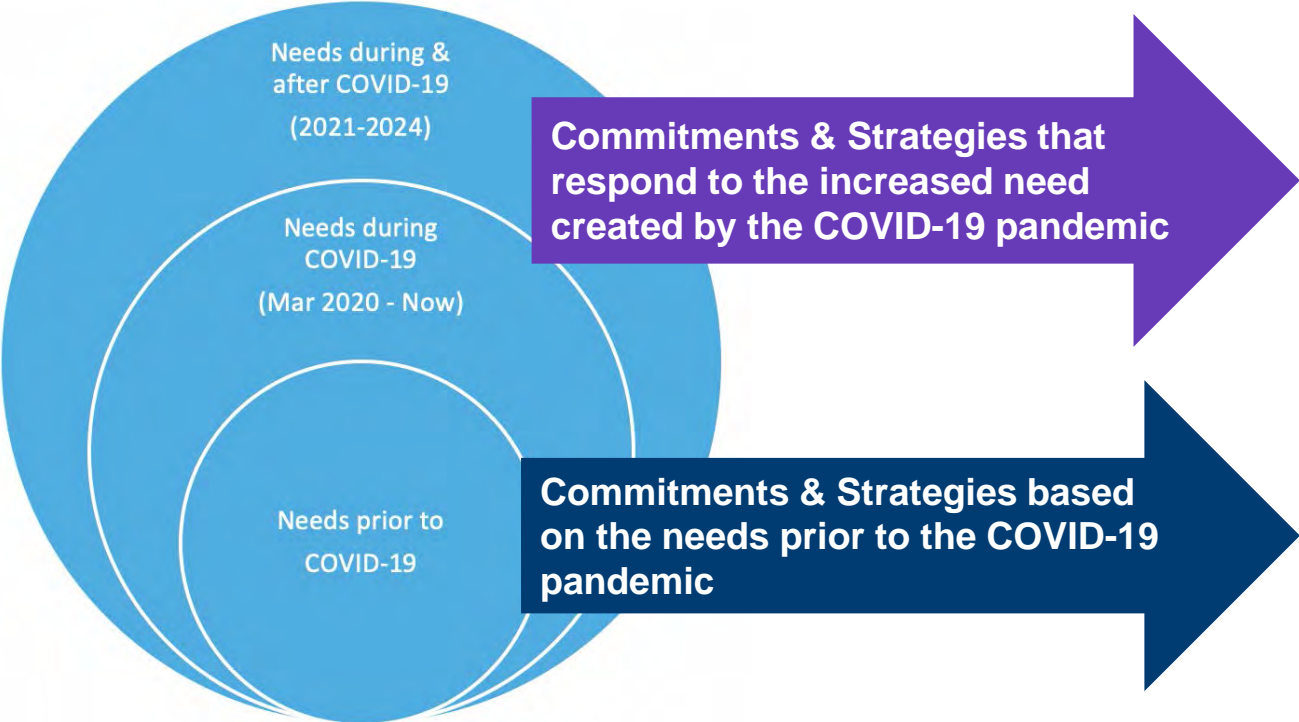 Needs during &
after COVID-19
(2021-2024)
Commitments & Strategies that
respond to the increased need
created by the COVID-19 pandemic
Needs during
COVID-19
(Mar 2020 - Now)
Needs prior to
COVID-19
Commitments & Strategies based
on the needs prior to the COVID-19
pandemic